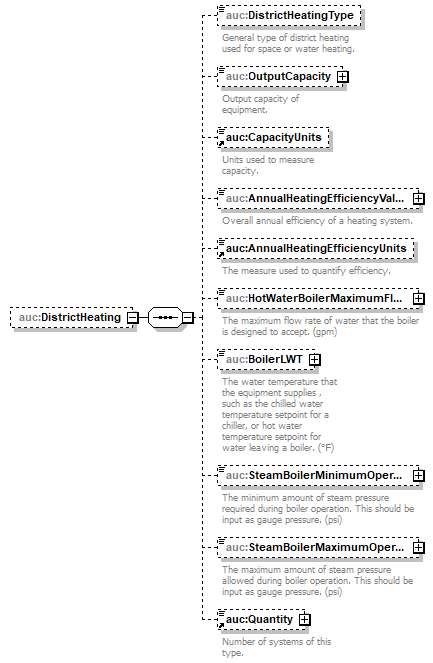 auc:DistrictHeatingType
General type of district heating
used for space or water heating.
auc:OutputCapacity
Output capacity of
equipment.
auc:CapacityUnits
Units used to measure
capacity.
auc:AnnualHeatingEfficiencyVal...
Overall annual efficiency of a heating system.
auc:AnnualHeatingEfficiencyUnits
The measure used to quantify efficiency.
auc:DistrictHeating
auc:HotWaterBoilerMaximumFl...
The maximum flow rate of water that the boiler
is designed to accept. (gpm)
auc:BoilerLWT
The water temperature that
the equipment supplies ,
such as the chilled water
temperature setpoint for a
chiller, or hot water
temperature setpoint for
water leaving a boiler. (°F)
auc:SteamBoilerMinimumOper...
The minimum amount of steam pressure
required during boiler operation. This should be
input as gauge pressure. (psi)
auc:SteamBoilerMaximumOper...
The maximum amount of steam pressure
allowed during boiler operation. This should be
input as gauge pressure. (psi)
auc:Quantity
Number of systems of this
type.